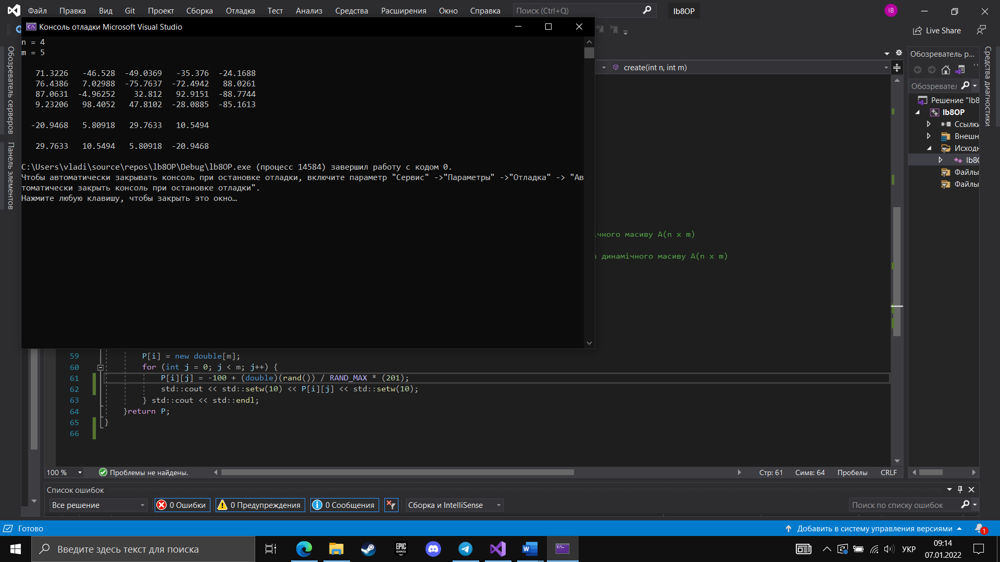 Файл Правка Вид Git Проект Сборка Отладка Тест Анализ Средства Расширения Окно Справка Поиск (Ctrl+Q) lb8OP IB
Консоль отладки Microsoft Visual Studio
Live Share
n = 4
m = 5
71.3226 -46.528 -49.0369 -35.376 -24.1688
76.4386 7.02988 -75.7637 -72.4942 88.0261
87.0631 -4.96252 32.812 92.9151 -88.7744
9.23206 98.4052 47.8102 -28.0885 -85.1613
-20.9468 5.80918 29.7633 10.5494
29.7633 10.5494 5.80918 -20.9468
C:\Users\vladi\source\repos\lb8OP\Debug\lb8OP.exe (процесс 14584) завершил работу с кодом 0.
Чтобы автоматически закрывать консоль при остановке отладки, включите параметр "Сервис" ->"Параметры" ->"Отладка" -> "Ав
томатически закрыть консоль при остановке отладки".
Нажмите любую клавишу, чтобы закрыть это окно…
Обозреватель серверов
Панель элементов
create(int n, int m)
ічного масиву A(n x m)
а динамічного масиву A(n x m)
Обозреватель р...
Обозревател
Решение "lb8
lb8OP
Ссылки
Внешн
Исходн
lb8O
Файлы
Файлы
Средства диагностики
59 P[i] = new double[m];
60 for (int j = 0; j < m; j++) {
61 P[i][j] = -100 + (double)(rand()) / RAND_MAX * (201);
62 std::cout << std::setw(10) << P[i][j] << std::setw(10);
63 } std::cout << std::endl;
64 }return P;
65 }
66
100 % Проблемы не найдены. Стр: 61 Симв: 64 Пробелы CRLF
Список ошибок
Все решение 0 Ошибки 0 Предупреждения 0 Сообщения Сборка и IntelliSense Поиск по списку ошибок
Готово Добавить в систему управления версиями 1
Введите здесь текст для поиска EPIC GAMES УКР 09:14
07.01.2022